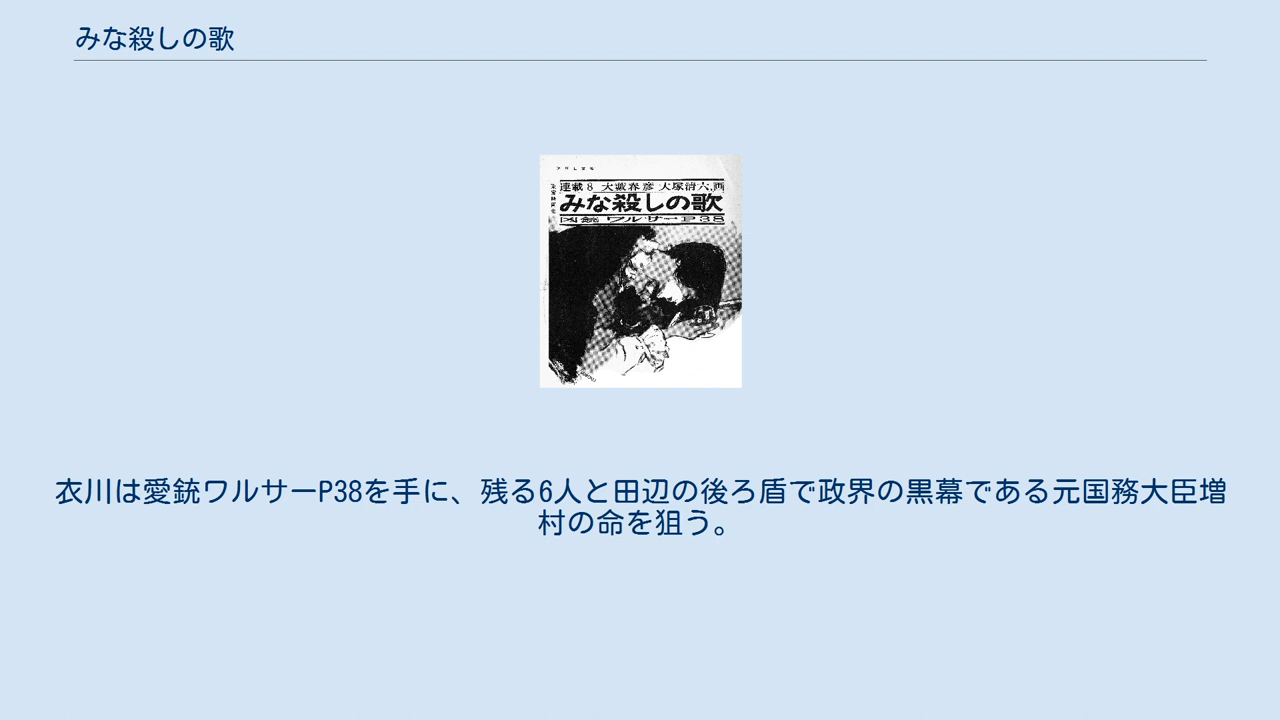 みな殺しの歌
連載8 大藪春彦 大塚清六.画
みな殺しの歌
凶銃ワルサーP38
衣川は愛銃ワルサーP38を手に、残る6人と田辺の後ろ盾で政界の黒幕である元国務大臣増
村の命を狙う。